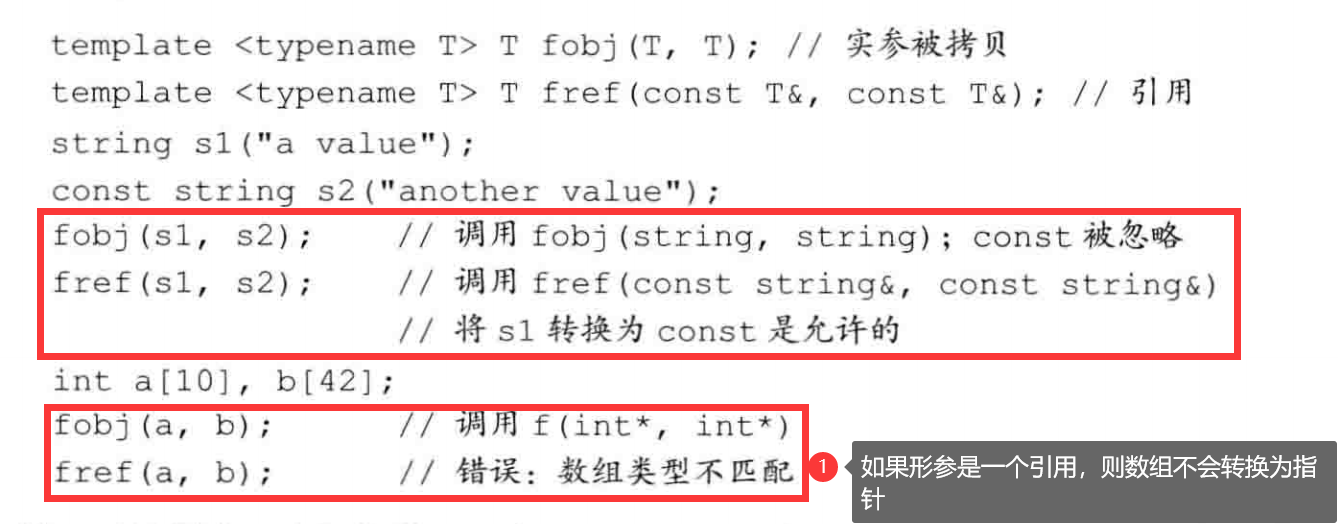 template <typename T> T fobj(T, T); // 实参被拷贝
template <typename T> T fref(const T&, const T&); // 引用
string s1("a value");
const string s2("another value");
fobj(s1, s2); // 调用 fobj(string, string); const 被忽略
fref(s1, s2); // 调用 fref(const string&, const string&)
// 将 s1 转换为 const 是允许的
int a[10], b[42];
fobj(a, b); // 调用 f(int*, int*)
fref(a, b); // 错误：数组类型不匹配
1
如果形参是一个引用，则数组不会转换为指
针